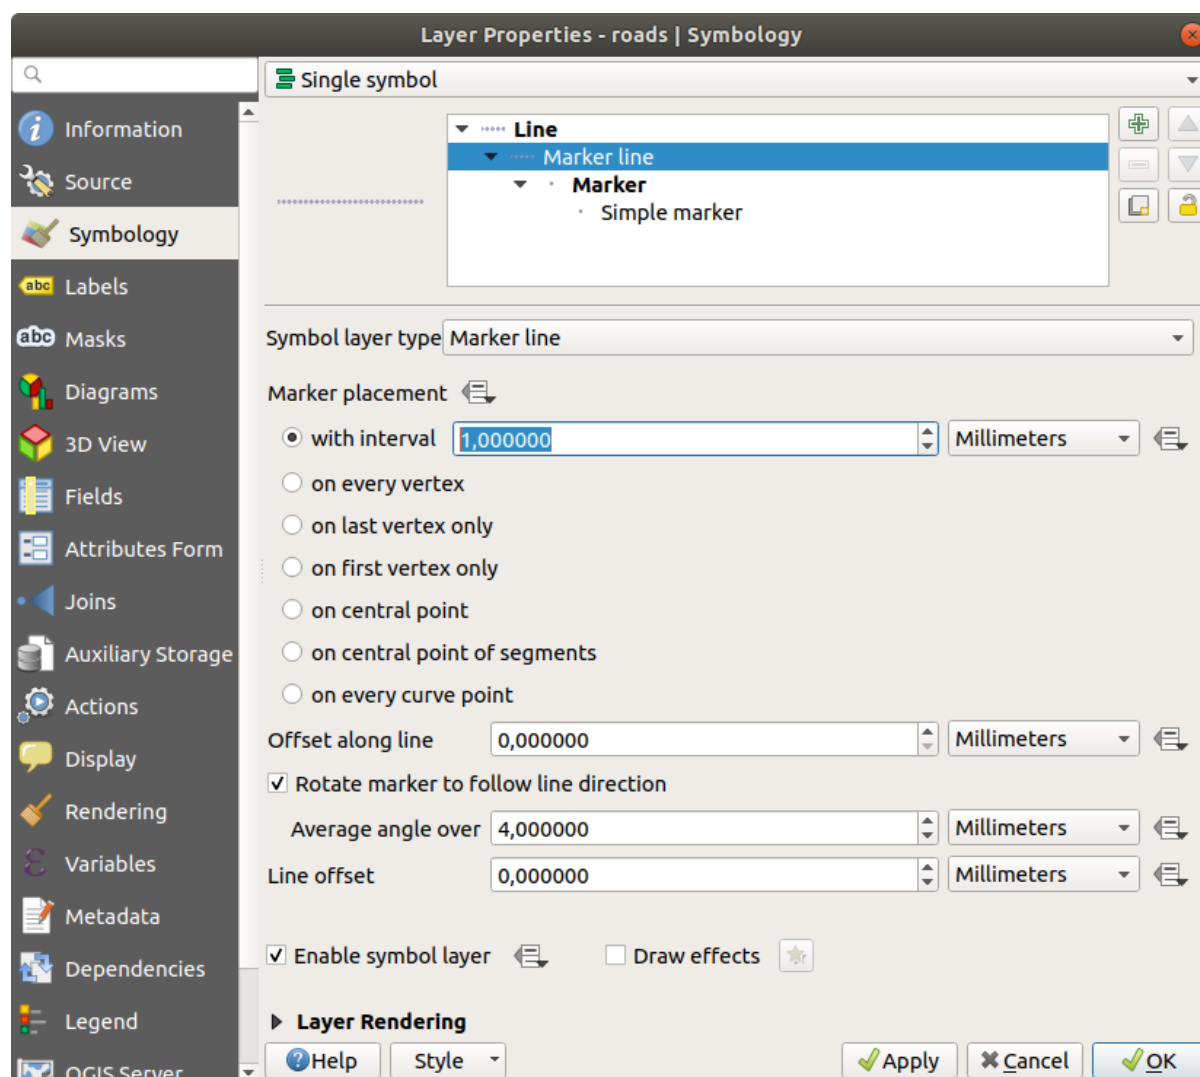 Layer Properties - roads | Symbology
Single symbol
Information
Source
Symbology
Labels
Masks
Diagrams
3D View
Fields
Attributes Form
Joins
Auxiliary Storage
Actions
Display
Rendering
Variables
Metadata
Dependencies
Legend
QGIS Server
Line
Marker line
Marker
Simple marker
Symbol layer type Marker line
Marker placement
with interval 1,000000 Millimeters
on every vertex
on last vertex only
on first vertex only
on central point
on central point of segments
on every curve point
Offset along line 0,000000 Millimeters
Rotate marker to follow line direction
Average angle over 4,000000 Millimeters
Line offset 0,000000 Millimeters
Enable symbol layer Draw effects
Layer Rendering
Help Style Apply Cancel OK
abc
abc